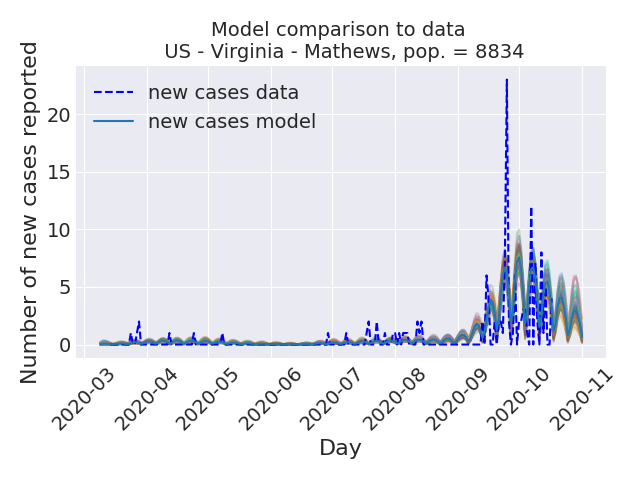 Model comparison to data
US - Virginia - Mathews, pop. = 8834
Number of new cases reported
new cases data
new cases model
20
15
10
5
0
2020-03
2020-04
2020-05
2020-06
2020-07
2020-08
2020-09
2020-10
2020-11
Day